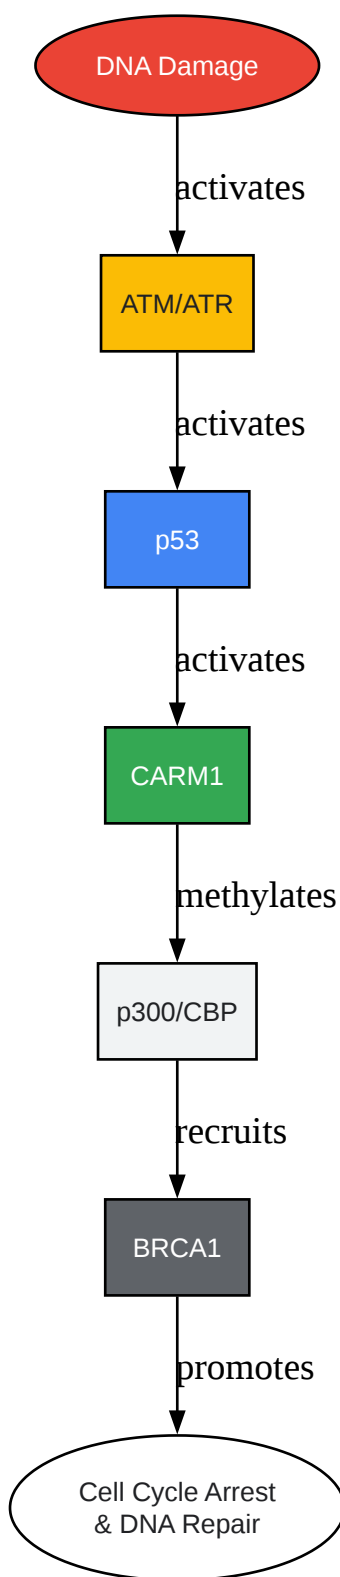 DNA Damage
activates
ATM/ATR
activates
p53
activates
CARM1
methylates
p300/CBP
recruits
BRCA1
promotes
Cell Cycle Arrest
& DNA Repair